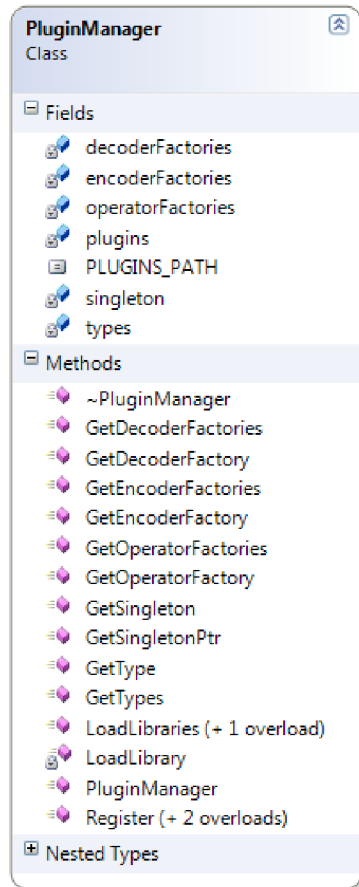 PluginManager
Class
Fields
decoderFactories
encoderFactories
operatorFactories
plugins
PLUGINS_PATH
singleton
types
Methods
~PluginManager
GetDecoderFactories
GetDecoderFactory
GetEncoderFactories
GetEncoderFactory
GetOperatorFactories
GetOperatorFactory
GetSingleton
GetSingletonPtr
GetType
GetTypes
LoadLibraries (+ 1 overload)
LoadLibrary
PluginManager
Register (+ 2 overloads)
Nested Types